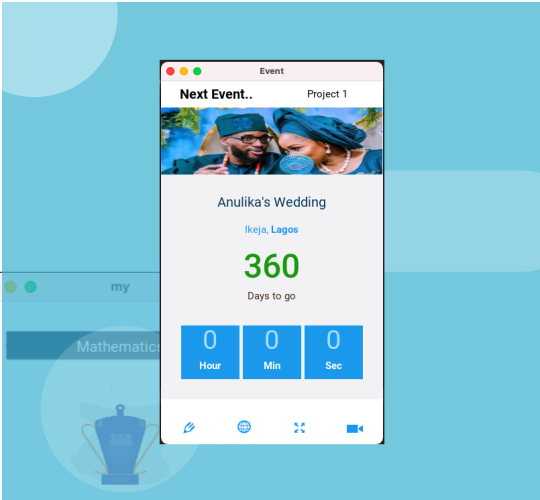 Event
Next Event.. Project 1
Anulika's Wedding
Ikeja, Lagos
360
Days to go
0 0 0
Hour Min Sec
my
Mathematics